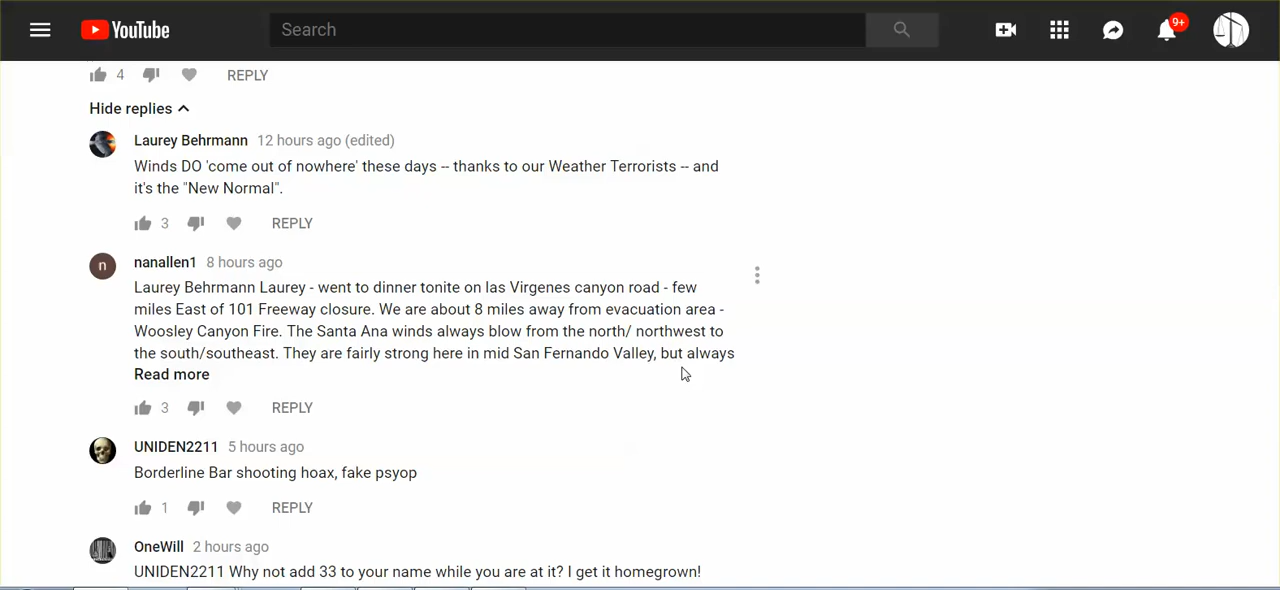 YouTube Search 9+
4 REPLY
Hide replies
Laurey Behrmann 12 hours ago (edited)
Winds DO 'come out of nowhere' these days -- thanks to our Weather Terrorists -- and
it's the "New Normal".
3 REPLY
n nanallen1 8 hours ago
Laurey Behrmann Laurey - went to dinner tonite on las Virgenes canyon road - few
miles East of 101 Freeway closure. We are about 8 miles away from evacuation area -
Woosley Canyon Fire. The Santa Ana winds always blow from the north/ northwest to
the south/southeast. They are fairly strong here in mid San Fernando Valley, but always
Read more
3 REPLY
UNIDEN2211 5 hours ago
Borderline Bar shooting hoax, fake psyop
1 REPLY
OneWill 2 hours ago
UNIDEN2211 Why not add 33 to your name while you are at it? I get it homegrown!